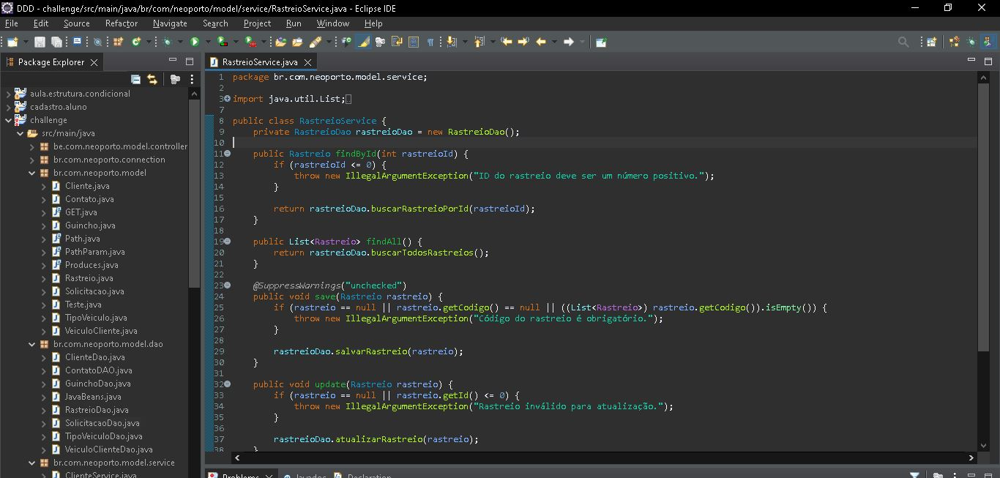 DDD - challenge/src/main/java/br/com/neoporto/model/service/RastreioService.java - Eclipse IDE
File Edit Source Refactor Navigate Search Project Run Window Help
Package Explorer
aula.estrutura.condicional
cadastro.aluno
challenge
src/main/java
be.com.neoporto.model.controller
br.com.neoporto.connection
br.com.neoporto.model
Cliente.java
Contato.java
GET.java
Guincho.java
Path.java
PathParam.java
Produces.java
Rastreio.java
Solicitacao.java
Teste.java
TipoVeiculo.java
VeiculoCliente.java
br.com.neoporto.model.dao
ClienteDao.java
ContatoDAO.java
GuinchoDao.java
JavaBeans.java
RastreioDao.java
SolicitacaoDao.java
TipoVeiculoDao.java
VeiculoClienteDao.java
br.com.neoporto.model.service
ClienteService.java
RastreioService.java
1 package br.com.neoporto.model.service;
2
3 import java.util.List;
7
8 public class RastreioService {
9 private RastreioDao rastreioDao = new RastreioDao();
10
11 public Rastreio findById(int rastreioId) {
12 if (rastreioId <= 0) {
13 throw new IllegalArgumentException("ID do rastreio deve ser um número positivo.");
14 }
15
16 return rastreioDao.buscarRastreioPorId(rastreioId);
17 }
18
19 public List<Rastreio> findAll() {
20 return rastreioDao.buscarTodosRastreios();
21 }
22
23 @SuppressWarnings("unchecked")
24 public void save(Rastreio rastreio) {
25 if (rastreio == null || rastreio.getCodigo() == null || ((List<Rastreio>) rastreio.getCodigo()).isEmpty()) {
26 throw new IllegalArgumentException("Código do rastreio é obrigatório.");
27 }
28
29 rastreioDao.salvarRastreio(rastreio);
30 }
31
32 public void update(Rastreio rastreio) {
33 if (rastreio == null || rastreio.getId() <= 0) {
34 throw new IllegalArgumentException("Rastreio inválido para atualização.");
35 }
36
37 rastreioDao.atualizarRastreio(rastreio);
38 }
Problems Javadoc Declaration